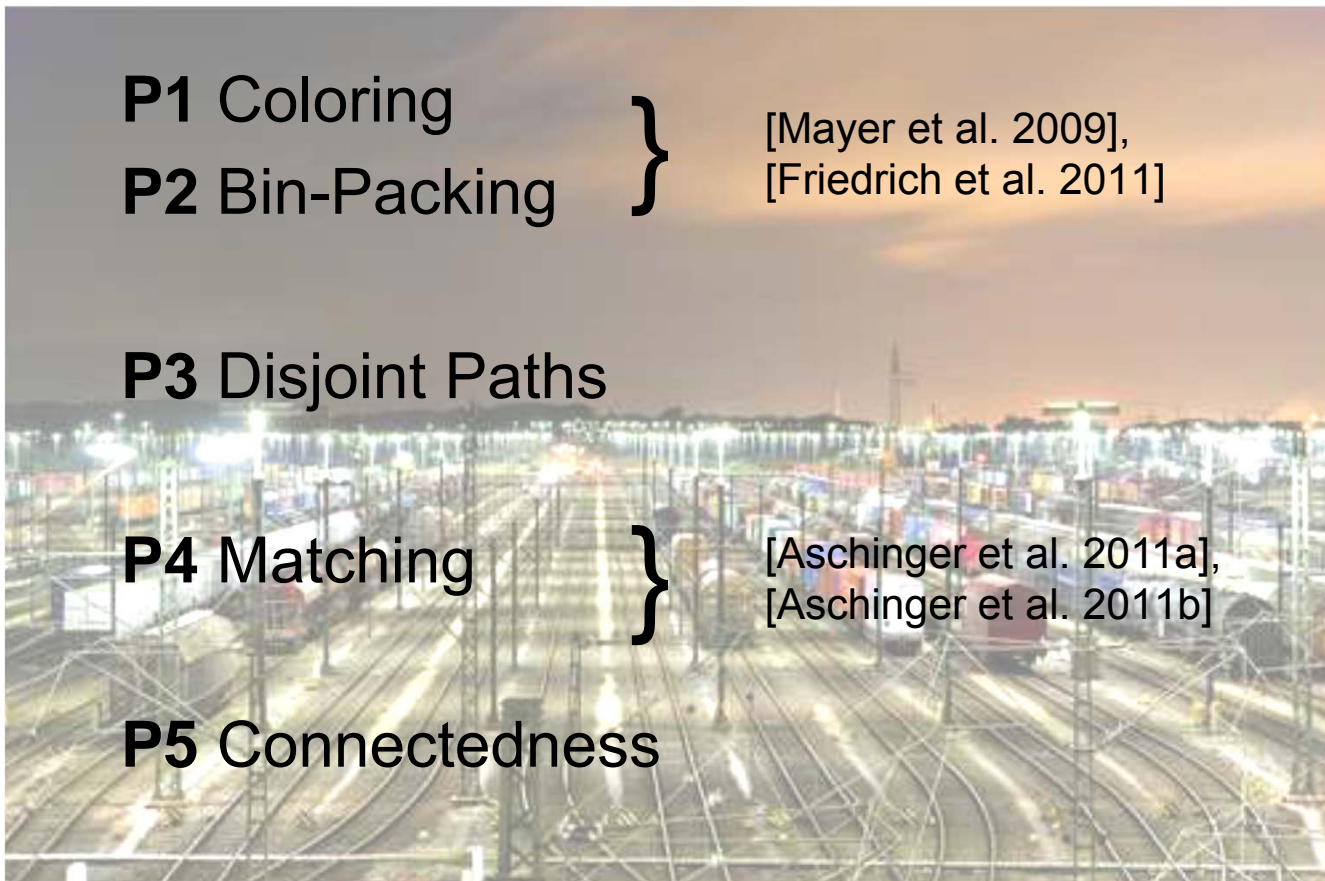 P1 Coloring
P2 Bin-Packing
}
[Mayer et al. 2009],
[Friedrich et al. 2011]
P3 Disjoint Paths
P4 Matching
}
[Aschinger et al. 2011a],
[Aschinger et al. 2011b]
P5 Connectedness